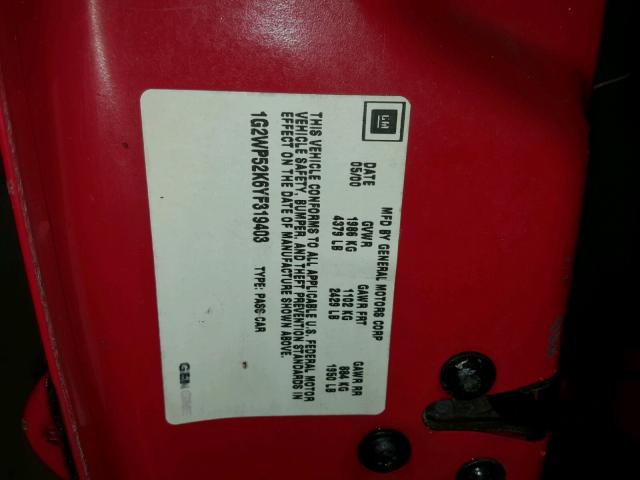 GM
MFD BY GENERAL MOTORS CORP
DATE GVWR GAWR FRT GAWR RR
05/00 1986 KG 1102 KG 884 KG
4379 LB 2429 LB 1950 LB
THIS VEHICLE CONFORMS TO ALL APPLICABLE U.S. FEDERAL MOTOR
VEHICLE SAFETY, BUMPER, AND THEFT PREVENTION STANDARDS IN
EFFECT ON THE DATE OF MANUFACTURE SHOWN ABOVE.
1G2WP52K6YF319403 TYPE: PASS-CAR